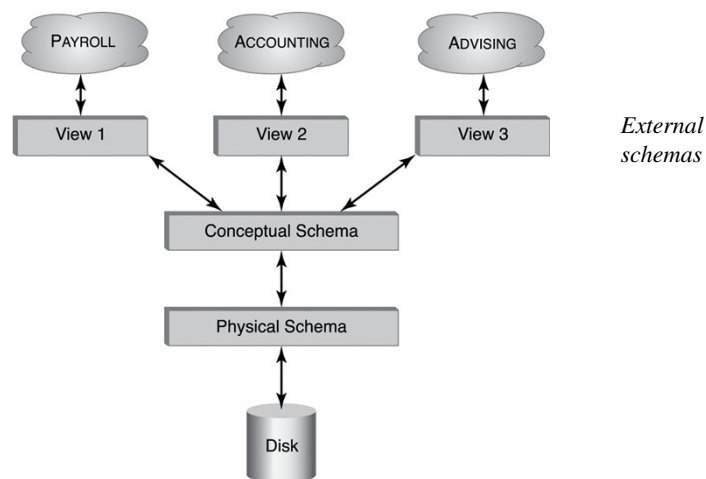 PAYROLL
ACCOUNTING
ADVISING
View 1
View 2
View 3
External
schemas
Conceptual Schema
Physical Schema
Disk